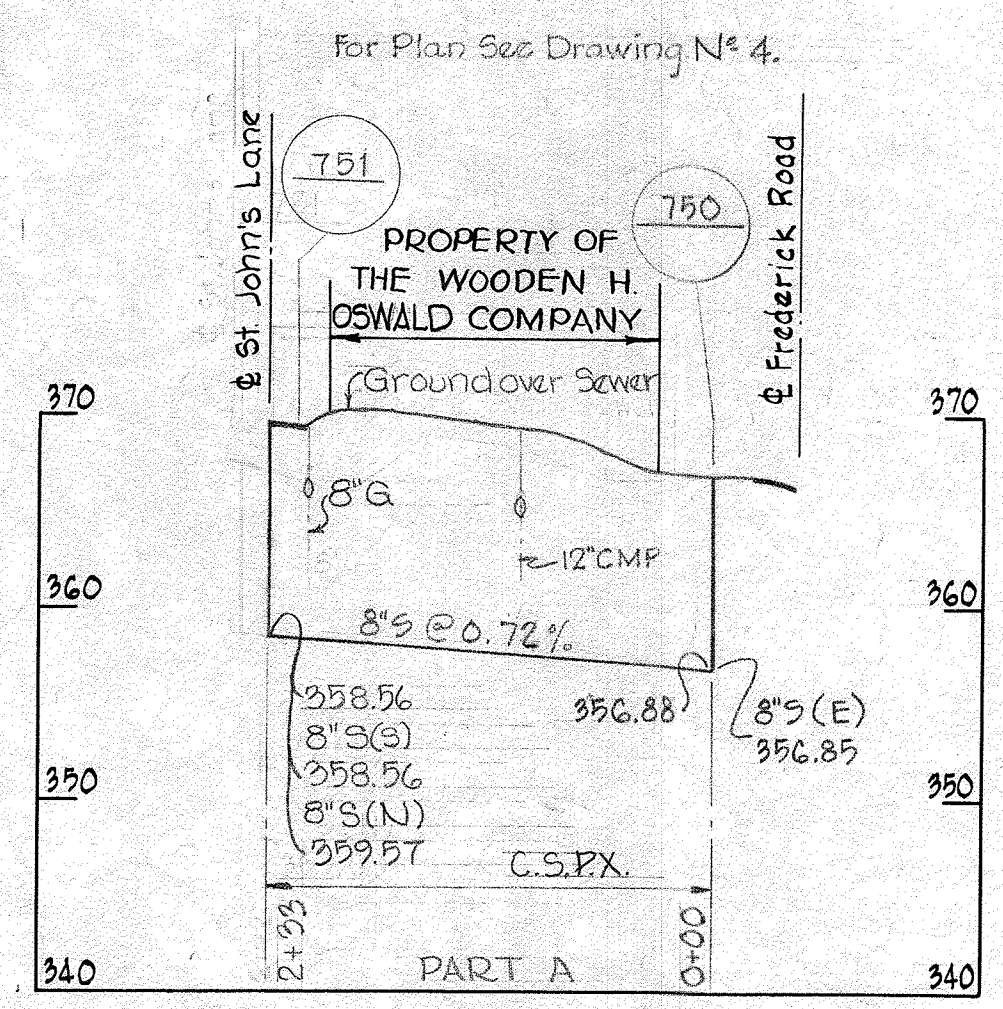 For Plan See Drawing Nº 4.
℄ St. John's Lane
751
750
℄ Frederick Road
PROPERTY OF
THE WOODEN H.
OSWALD COMPANY
Ground over Sewer
370
370
8"G
12"CMP
360
360
8"S @ 0.72%
358.56
8"S(S)
358.56
8"S(N)
359.57
356.88
8"S(E)
356.85
350
350
C.S.P.X.
2+33
0+00
PART A
340
340